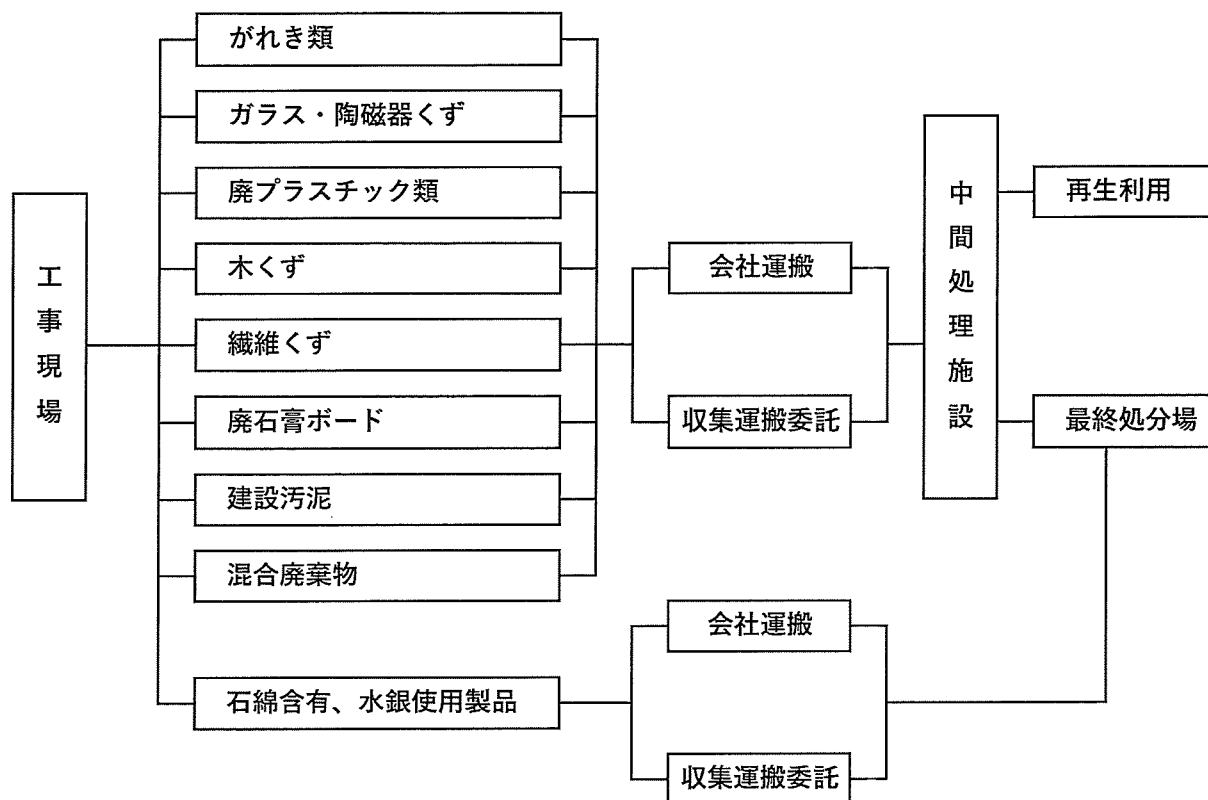 工事現場
がれき類
ガラス・陶磁器くず
廃プラスチック類
木くず
繊維くず
廃石膏ボード
建設汚泥
混合廃棄物
石綿含有、水銀使用製品
会社運搬
収集運搬委託
会社運搬
収集運搬委託
中間処理施設
再生利用
最終処分場